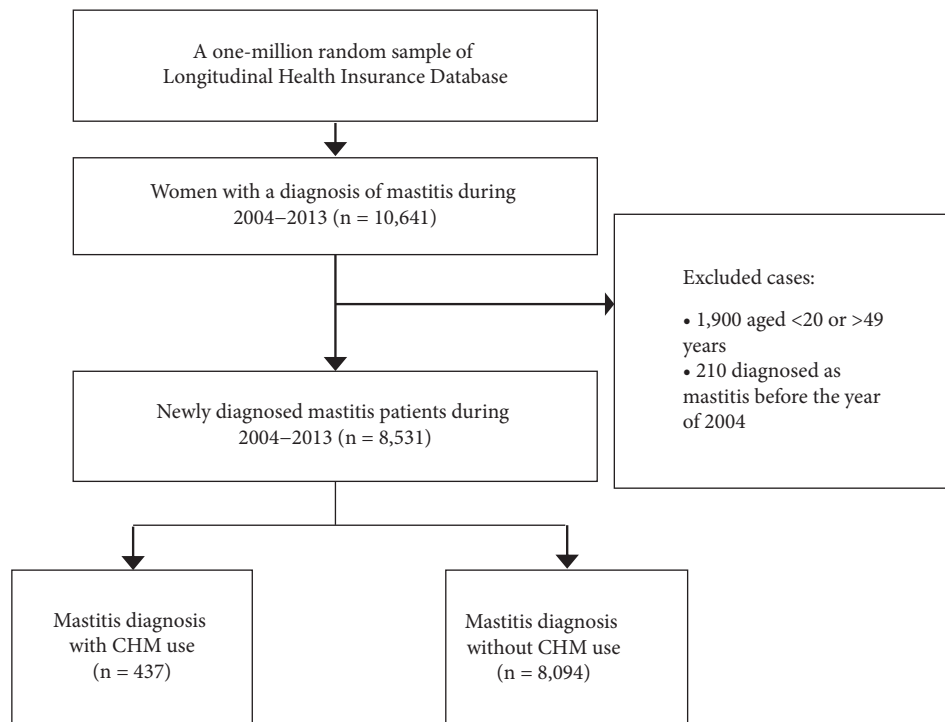 A one-million random sample of
Longitudinal Health Insurance Database
Women with a diagnosis of mastitis during
2004−2013 (n = 10,641)
Excluded cases:
• 1,900 aged <20 or >49
years
• 210 diagnosed as
mastitis before the year
of 2004
Newly diagnosed mastitis patients during
2004−2013 (n = 8,531)
Mastitis diagnosis
with CHM use
(n = 437)
Mastitis diagnosis
without CHM use
(n = 8,094)